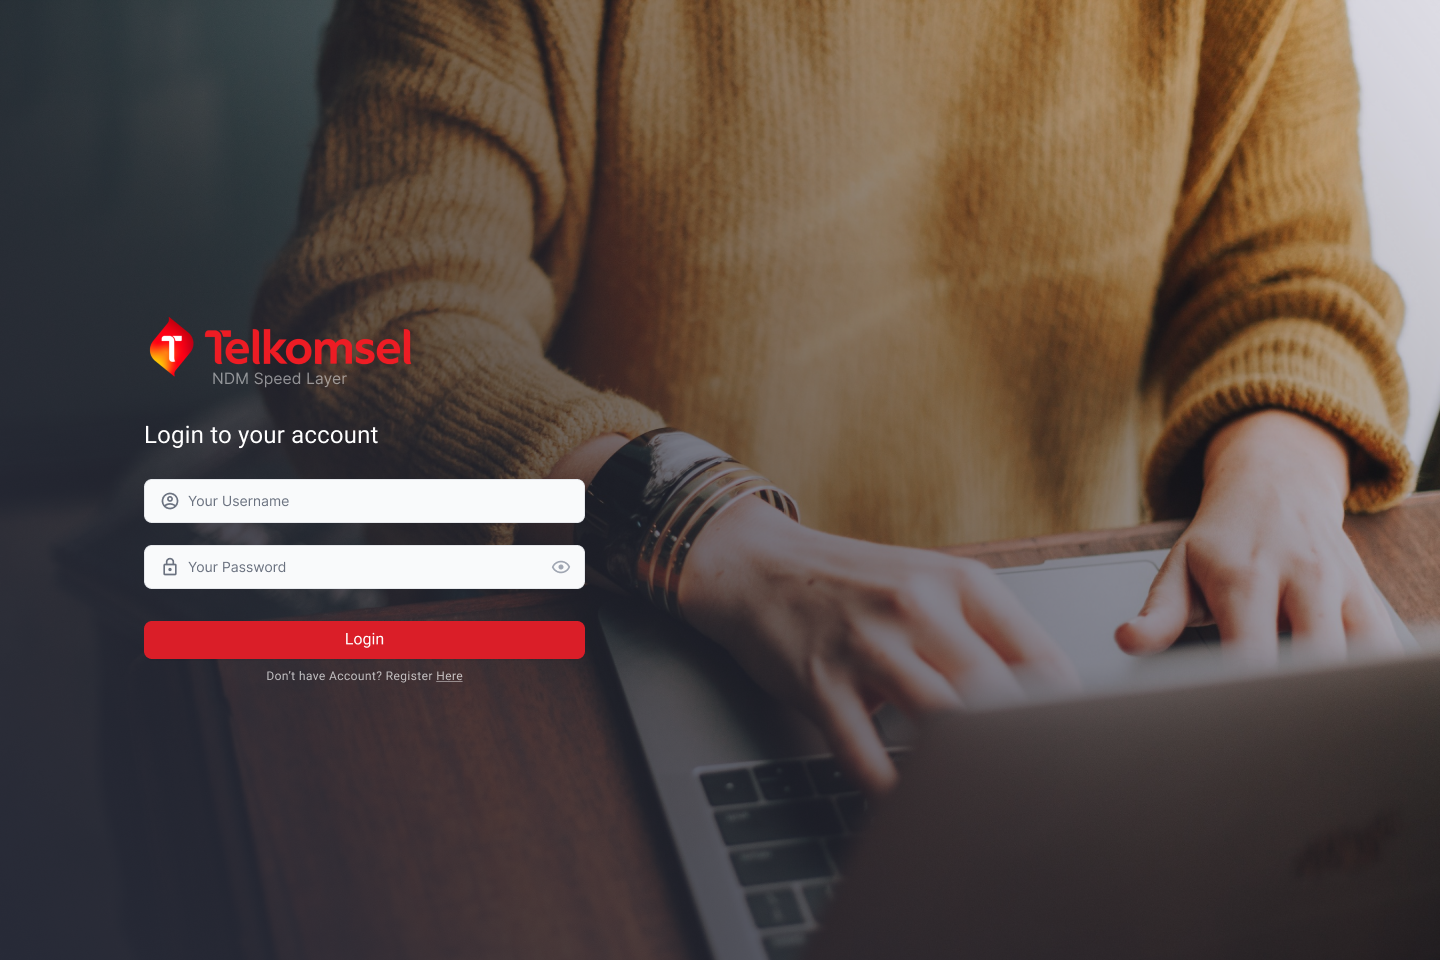 Telkomsel
NDM Speed Layer
Login to your account
Your Username
Your Password
Login
Don't have Account? Register Here